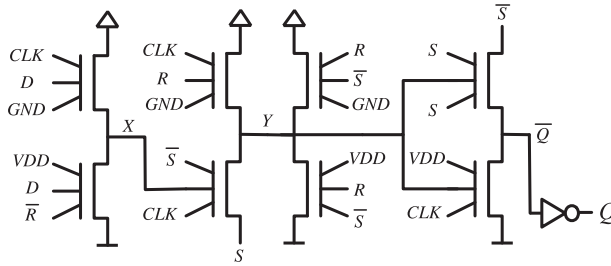 S̅
CLK
D
GND
X
VDD
D
R̅
CLK
R
GND
Y
S̅
CLK
S
R
S̅
GND
VDD
R
S̅
S
S
Q̅
VDD
CLK
Q